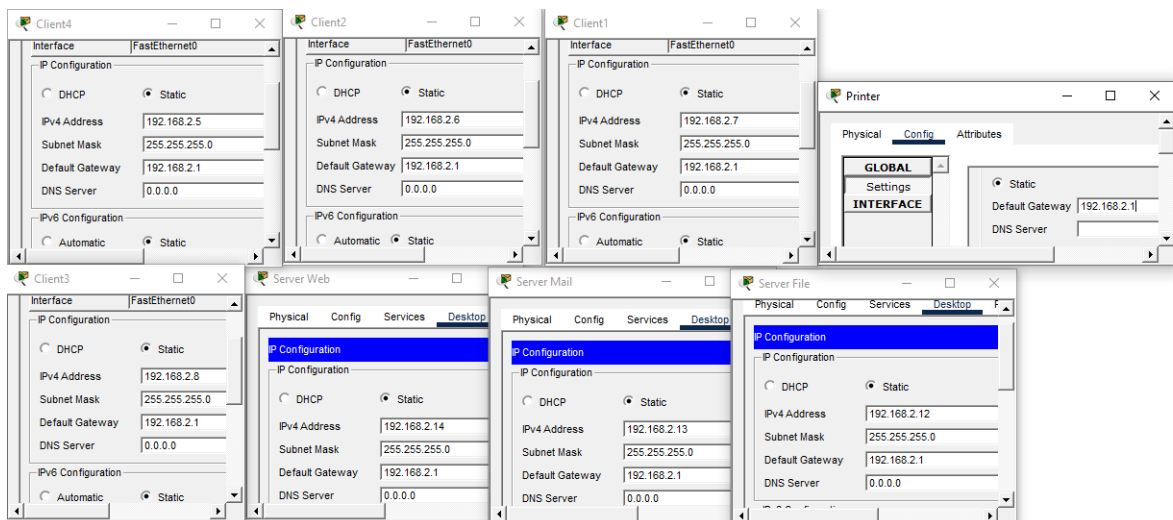 Client4
Interface FastEthernet0
IP Configuration
DHCP Static
IPv4 Address 192.168.2.5
Subnet Mask 255.255.255.0
Default Gateway 192.168.2.1
DNS Server 0.0.0.0
IPv6 Configuration
Automatic Static
Client2
Interface FastEthernet0
IP Configuration
DHCP Static
IPv4 Address 192.168.2.6
Subnet Mask 255.255.255.0
Default Gateway 192.168.2.1
DNS Server 0.0.0.0
IPv6 Configuration
Automatic Static
Client1
Interface FastEthernet0
IP Configuration
DHCP Static
IPv4 Address 192.168.2.7
Subnet Mask 255.255.255.0
Default Gateway 192.168.2.1
DNS Server 0.0.0.0
IPv6 Configuration
Automatic Static
Printer
Physical Config Attributes
GLOBAL
Settings
INTERFACE
Static
Default Gateway 192.168.2.1
DNS Server
Client3
Interface FastEthernet0
IP Configuration
DHCP Static
IPv4 Address 192.168.2.8
Subnet Mask 255.255.255.0
Default Gateway 192.168.2.1
DNS Server 0.0.0.0
IPv6 Configuration
Automatic Static
Server Web
Physical Config Services Desktop
IP Configuration
IP Configuration
DHCP Static
IPv4 Address 192.168.2.14
Subnet Mask 255.255.255.0
Default Gateway 192.168.2.1
DNS Server 0.0.0.0
Server Mail
Physical Config Services Desktop
IP Configuration
IP Configuration
DHCP Static
IPv4 Address 192.168.2.13
Subnet Mask 255.255.255.0
Default Gateway 192.168.2.1
DNS Server 0.0.0.0
Server File
Physical Config Services Desktop
IP Configuration
IP Configuration
DHCP Static
IPv4 Address 192.168.2.12
Subnet Mask 255.255.255.0
Default Gateway 192.168.2.1
DNS Server 0.0.0.0